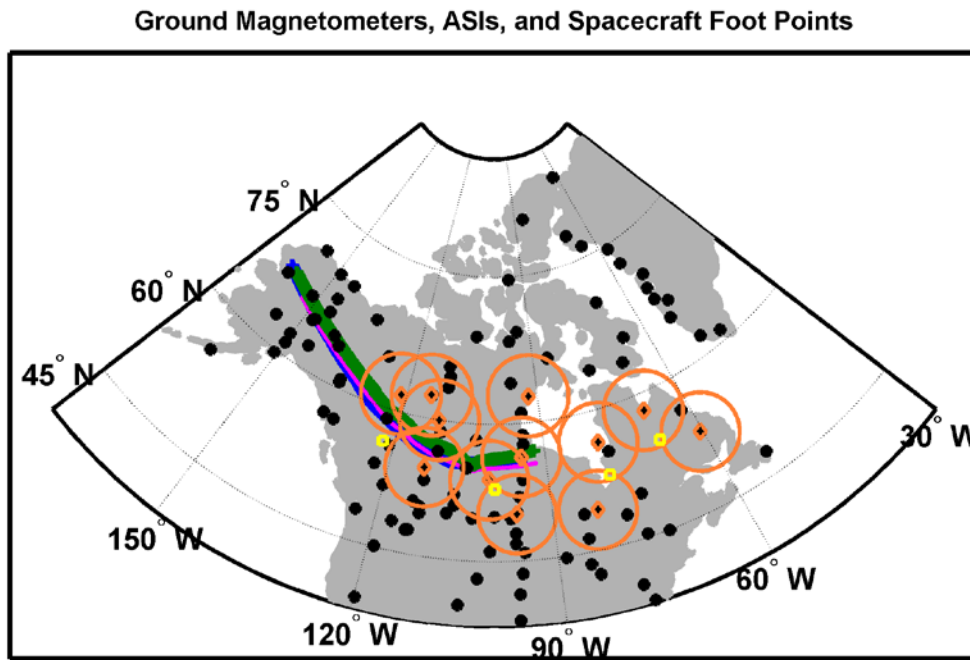 Ground Magnetometers, ASIs, and Spacecraft Foot Points
75° N
60° N
45° N
30° W
150° W
60° W
120° W
90° W